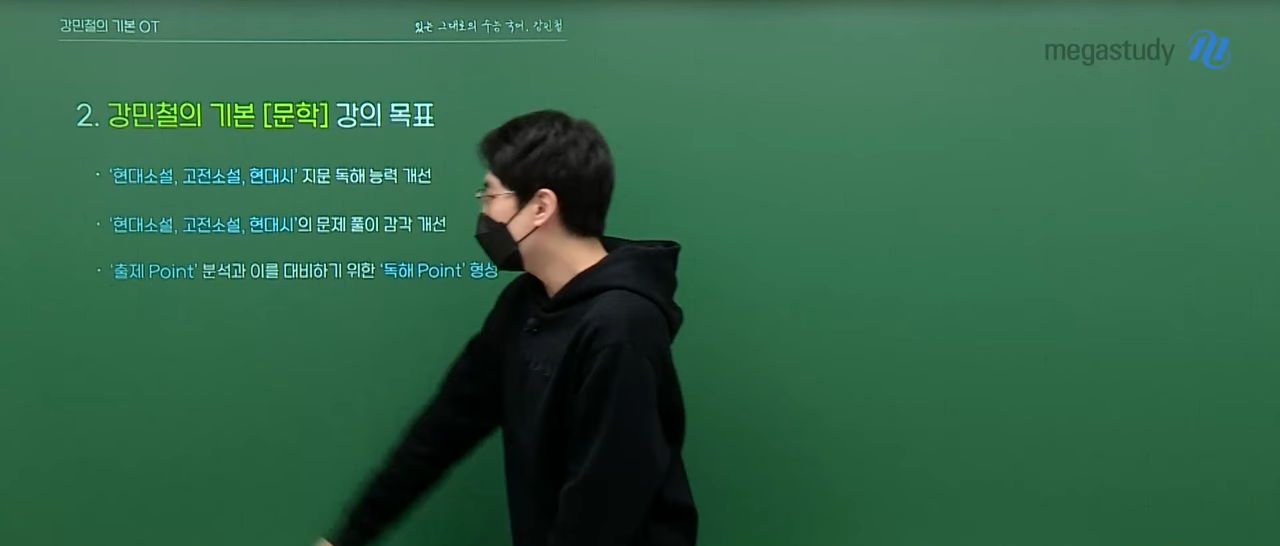 강민철의 기본 OT
있는 그대로의 수능 국어, 강민철
megastudy
2. 강민철의 기본 [문학] 강의 목표
· '현대소설, 고전소설, 현대시' 지문 독해 능력 개선
· '현대소설, 고전소설, 현대시'의 문제 풀이 감각 개선
· '출제 Point' 분석과 이를 대비하기 위한 '독해 Point' 형성